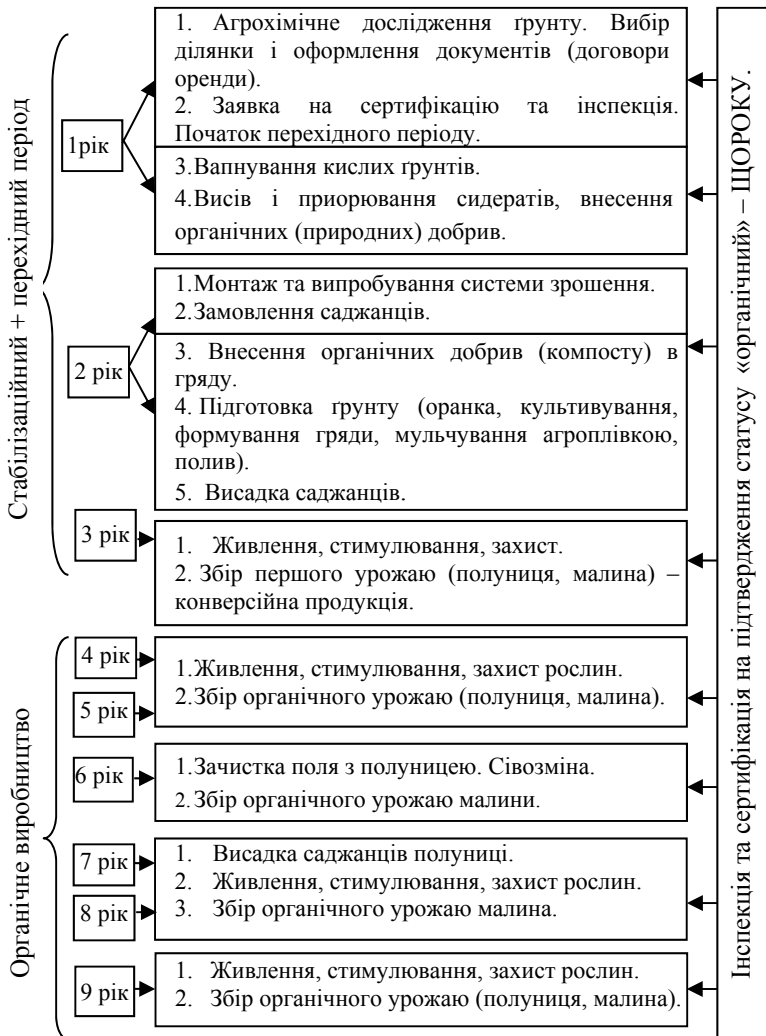 Стабілізаційний + перехідний період
1рік
1. Агрохімічне дослідження ґрунту. Вибір
ділянки і оформлення документів (договори
оренди).
2. Заявка на сертифікацію та інспекція.
Початок перехідного періоду.
3.Вапнування кислих ґрунтів.
4.Висів і приорювання сидератів, внесення
органічних (природних) добрив.
2 рік
1.Монтаж та випробування системи зрошення.
2.Замовлення саджанців.
3. Внесення органічних добрив (компосту) в
гряду.
4. Підготовка ґрунту (оранка, культивування,
формування гряди, мульчування агроплівкою,
полив).
5. Висадка саджанців.
3 рік
1. Живлення, стимулювання, захист.
2. Збір першого урожаю (полуниця, малина) –
конверсійна продукція.
Органічне виробництво
4 рік
5 рік
1.Живлення, стимулювання, захист рослин.
2.Збір органічного урожаю (полуниця, малина).
6 рік
1.Зачистка поля з полуницею. Сівозміна.
2.Збір органічного урожаю малини.
7 рік
8 рік
1. Висадка саджанців полуниці.
2. Живлення, стимулювання, захист рослин.
3. Збір органічного урожаю малина.
9 рік
1. Живлення, стимулювання, захист рослин.
2. Збір органічного урожаю (полуниця, малина).
Інспекція та сертифікація на підтвердження статусу «органічний» – ЩОРОКУ.